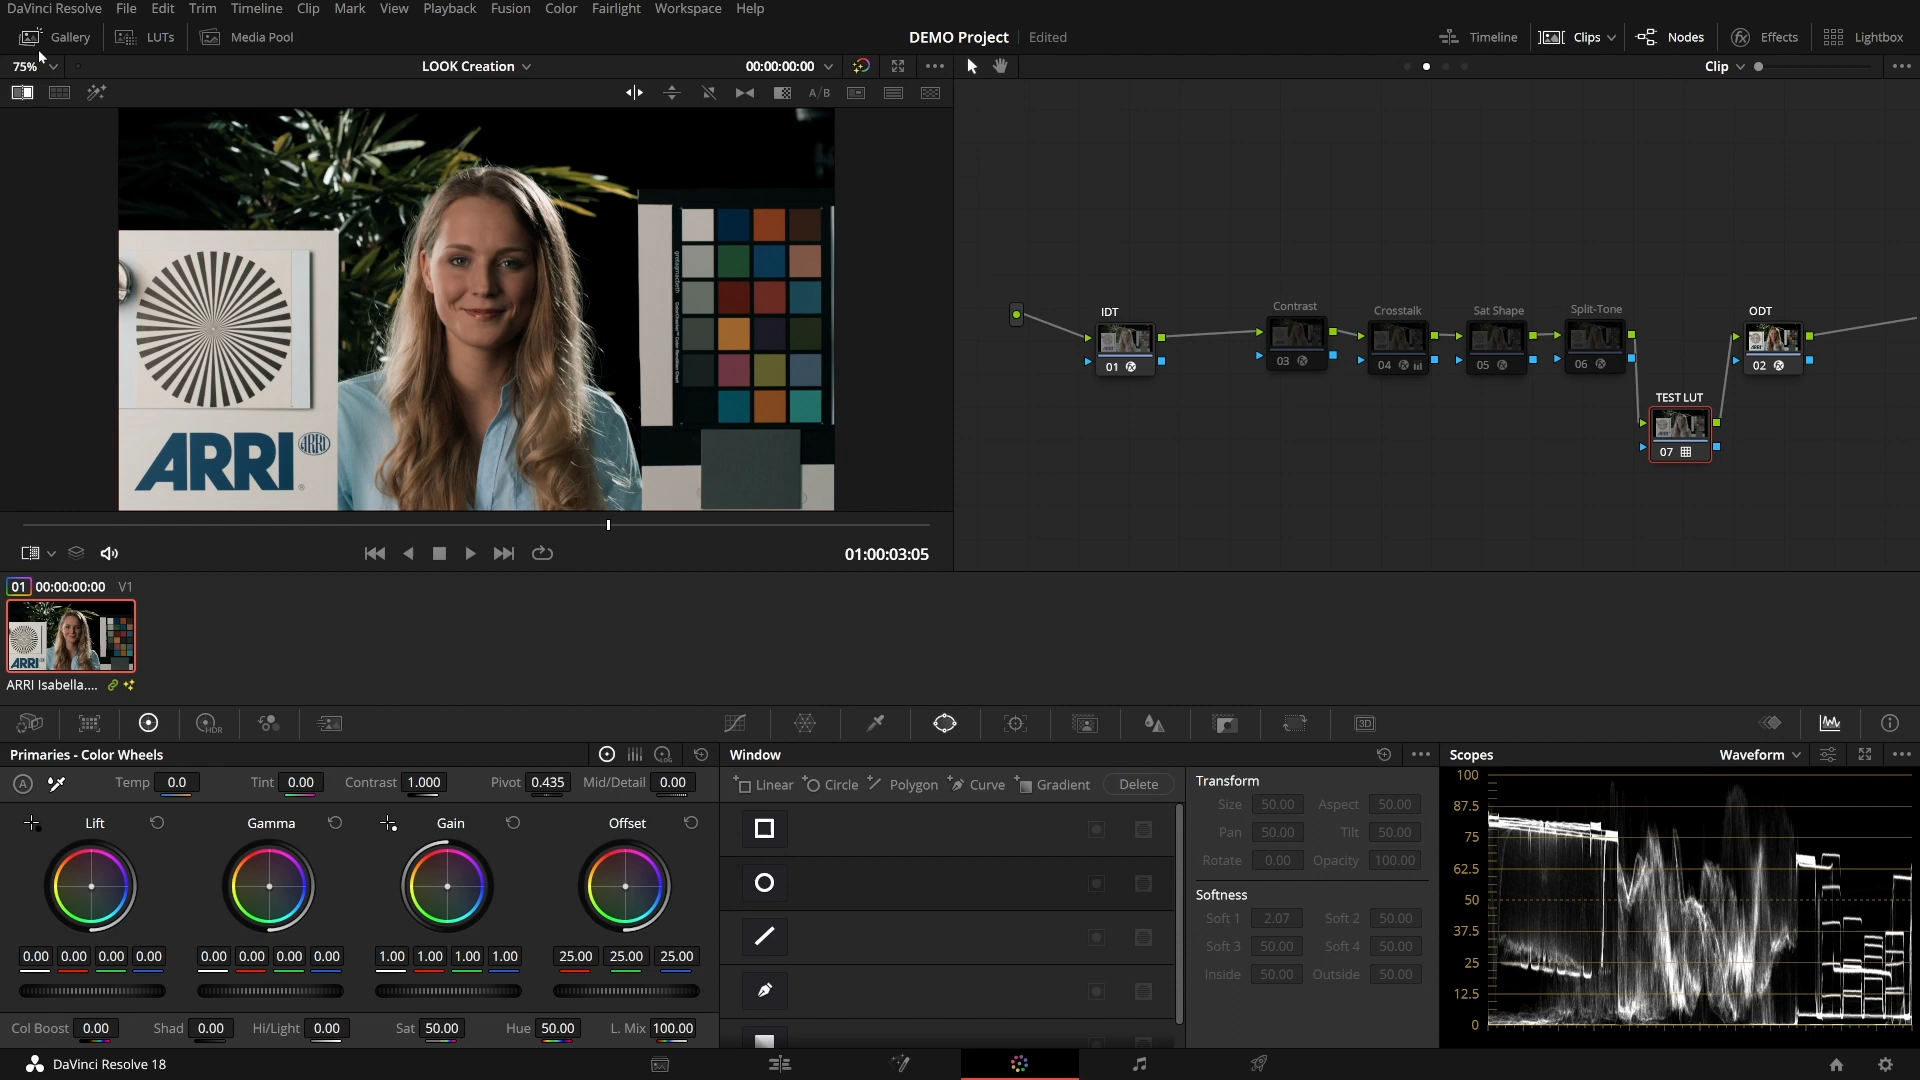 DaVinci Resolve File Edit Trim Timeline Clip Mark View Playback Fusion Color Fairlight Workspace Help
Gallery LUTs Media Pool DEMO Project Edited Timeline Clips Nodes Effects Lightbox
75% LOOK Creation 00:00:00:00 Clip
A/B
ARRI ARRI
IDT
01
Contrast
03
Crosstalk
04
Sat Shape
05
Split-Tone
06
TEST LUT
07
ODT
02
01:00:03:05
01 00:00:00:00 V1
ARRI
ARRI Isabella....
HDR
3D
Primaries - Color Wheels
LOG
A Temp 0.0 Tint 0.00 Contrast 1.000 Pivot 0.435 Mid/Detail 0.00
Lift Gamma Gain Offset
0.00 0.00 0.00 0.00 0.00 0.00 0.00 0.00 1.00 1.00 1.00 1.00 25.00 25.00 25.00
Col Boost 0.00 Shad 0.00 Hi/Light 0.00 Sat 50.00 Hue 50.00 L. Mix 100.00
Window
Linear Circle Polygon Curve Gradient Delete
Transform
Size 50.00 Aspect 50.00
Pan 50.00 Tilt 50.00
Rotate 0.00 Opacity 100.00
Softness
Soft 1 2.07 Soft 2 50.00
Soft 3 50.00 Soft 4 50.00
Inside 50.00 Outside 50.00
Scopes Waveform
100
87.5
75
62.5
50
37.5
25
12.5
0
DaVinci Resolve 18